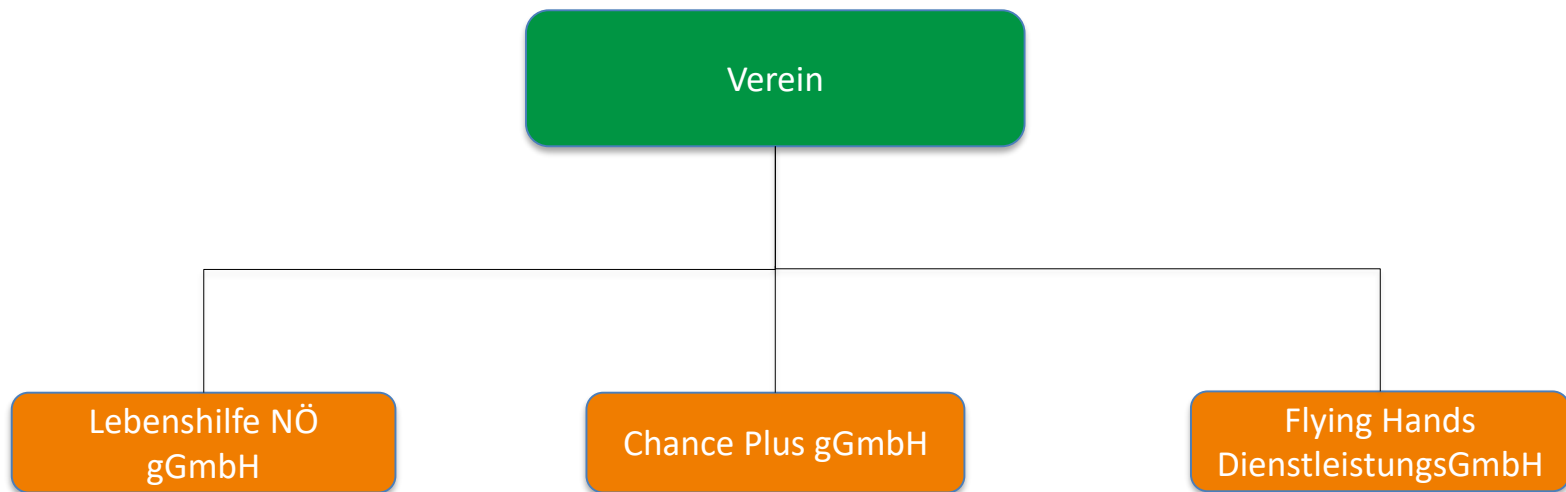 Verein
Lebenshilfe NÖ
gGmbH
Chance Plus gGmbH
Flying Hands
DienstleistungsGmbH